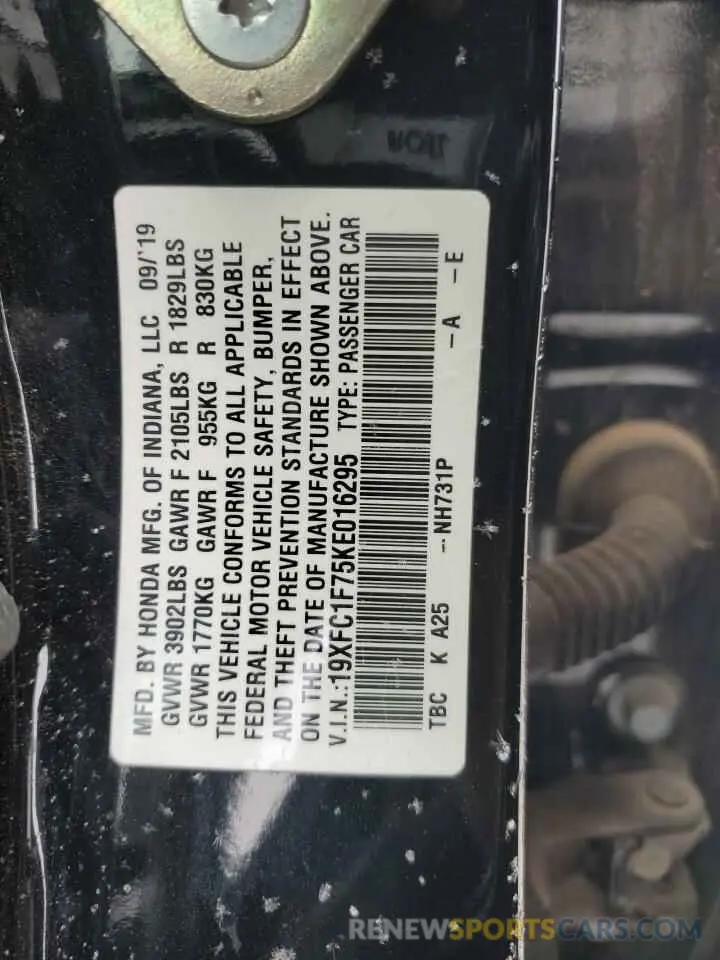 MFD. BY HONDA MFG. OF INDIANA, LLC 09/'19
GVWR 3902LBS GAWR F 2105LBS R 1829LBS
GVWR 1770KG GAWR F 955KG R 830KG
THIS VEHICLE CONFORMS TO ALL APPLICABLE
FEDERAL MOTOR VEHICLE SAFETY, BUMPER,
AND THEFT PREVENTION STANDARDS IN EFFECT
ON THE DATE OF MANUFACTURE SHOWN ABOVE.
V.I.N.:19XFC1F75KE016295 TYPE: PASSENGER CAR
TBC K A25 -- NH731P -A -E
RENEWSPORTSCARS.COM